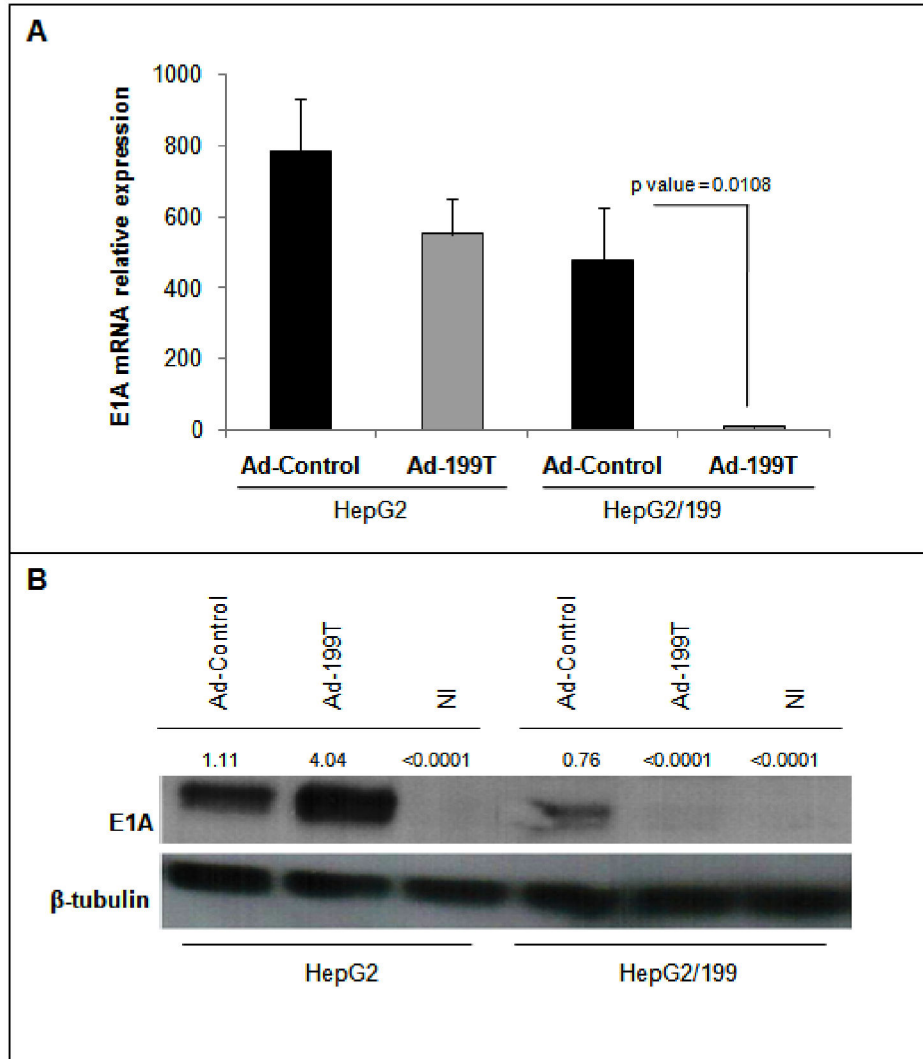 A
E1A mRNA relative expression
1000
800
600
400
200
0
p value = 0.0108
Ad-Control Ad-199T Ad-Control Ad-199T
HepG2 HepG2/199
B
Ad-Control Ad-199T NI Ad-Control Ad-199T NI
1.11 4.04 <0.0001 0.76 <0.0001 <0.0001
E1A
β-tubulin
HepG2 HepG2/199